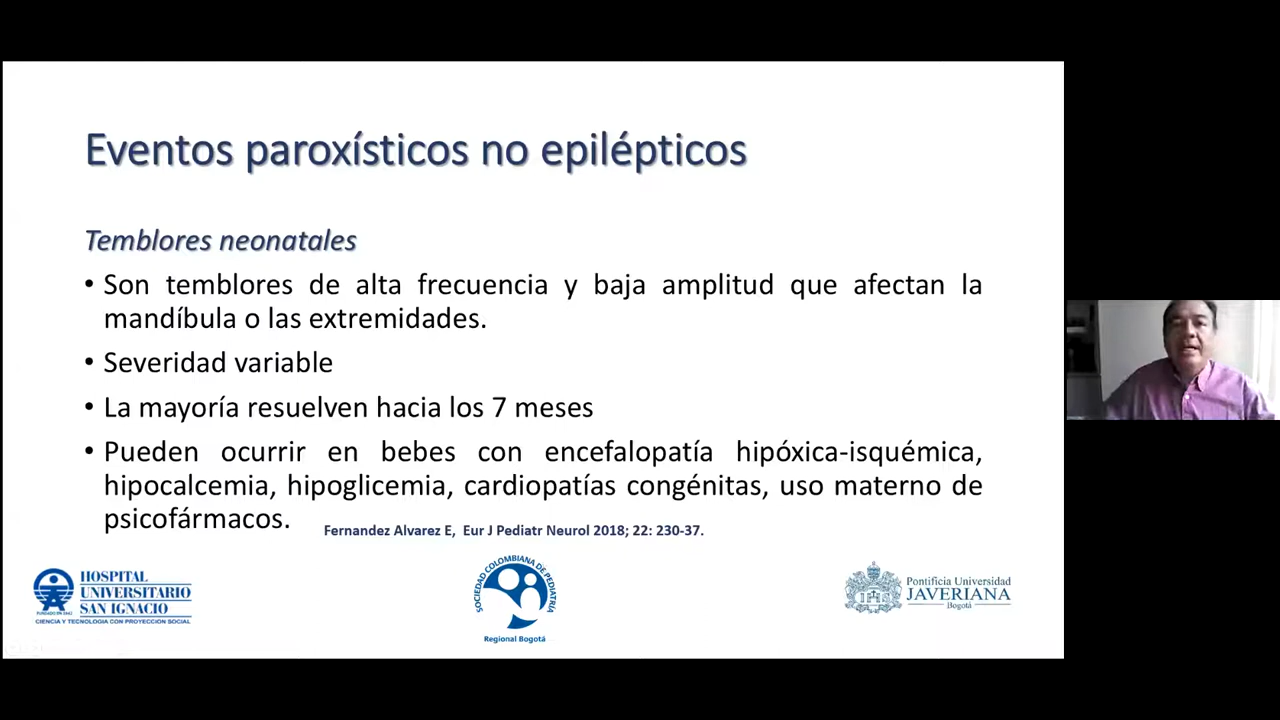 Eventos paroxísticos no epilépticos
Temblores neonatales
• Son temblores de alta frecuencia y baja amplitud que afectan la
mandíbula o las extremidades.
• Severidad variable
• La mayoría resuelven hacia los 7 meses
• Pueden ocurrir en bebes con encefalopatía hipóxica-isquémica,
hipocalcemia, hipoglicemia, cardiopatías congénitas, uso materno de
psicofármacos.
Fernandez Alvarez E, Eur J Pediatr Neurol 2018; 22: 230-37.
HOSPITAL
UNIVERSITARIO
SAN IGNACIO
CIENCIA Y TECNOLOGIA CON PROYECCION SOCIAL
SOCIEDAD COLOMBIANA DE PEDIATRÍA
Regional Bogotá
Pontificia Universidad
JAVERIANA
Bogotá